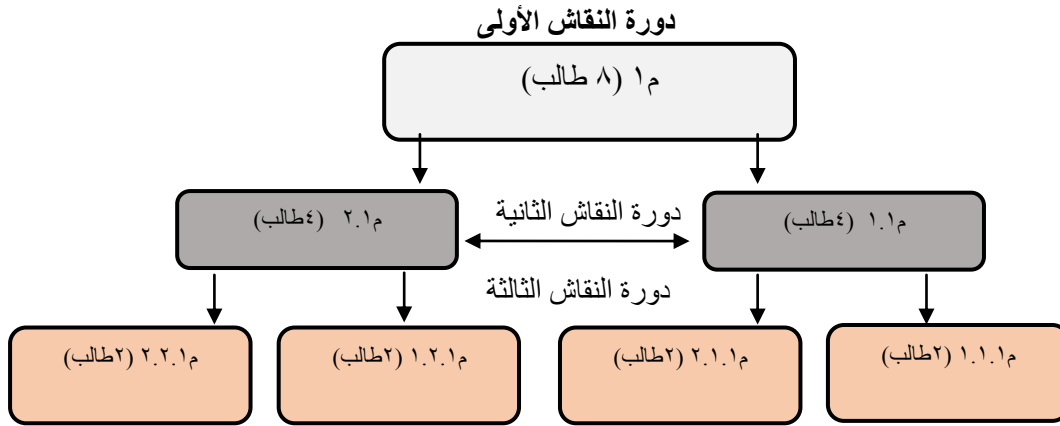 دورة النقاش الأولى
م١ (٨ طالب)
م١.١ (٤طالب)
دورة النقاش الثانية
م٢.١ (٤طالب)
دورة النقاش الثالثة
م١.١.١ (٢طالب)
م٢.١.١ (٢طالب)
م١.٢.١ (٢طالب)
م٢.٢.١ (٢طالب)